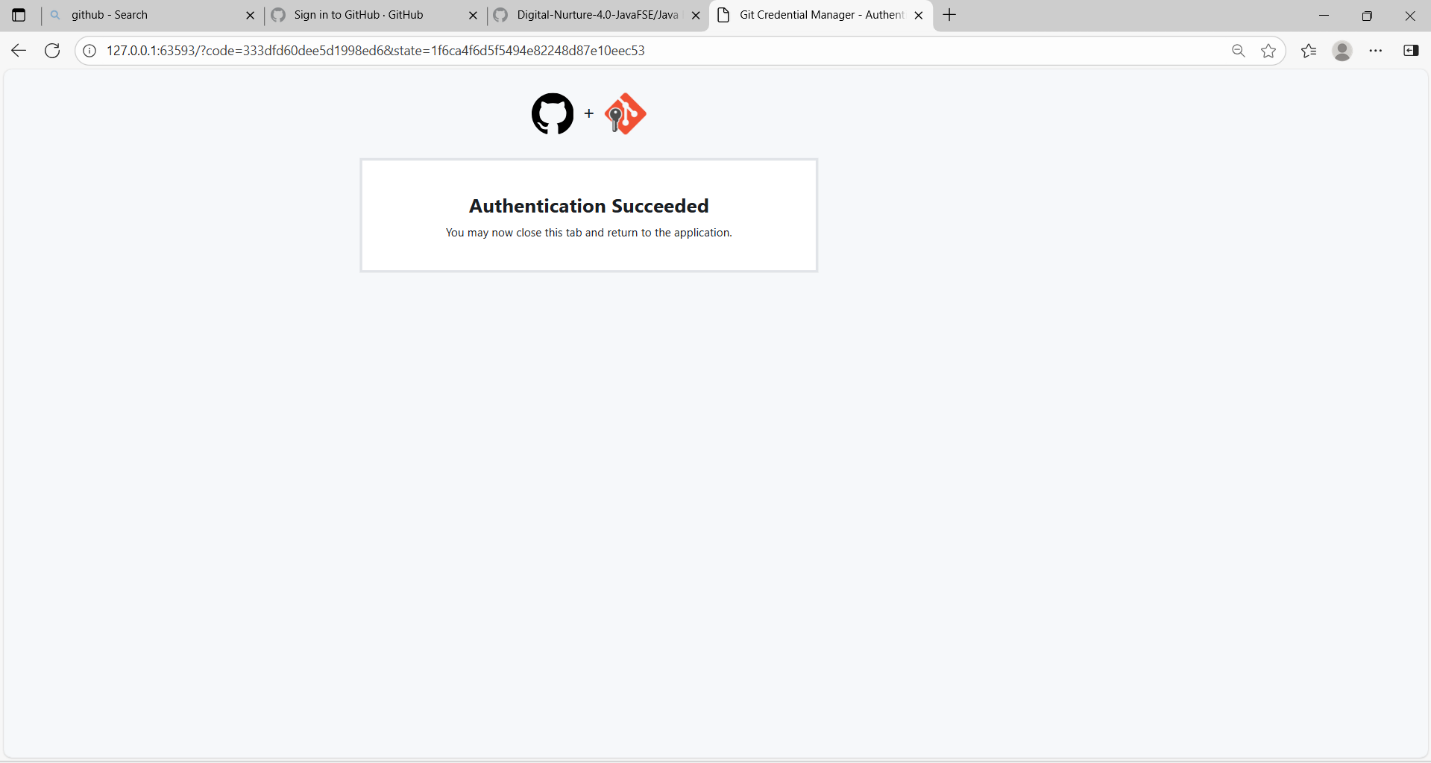 github - Search
Sign in to GitHub · GitHub
Digital-Nurture-4.0-JavaFSE/Java
Git Credential Manager - Authent
127.0.0.1:63593/?code=333dfd60dee5d1998ed6&state=1f6ca4f6d5f5494e82248d87e10eec53
+
Authentication Succeeded
You may now close this tab and return to the application.